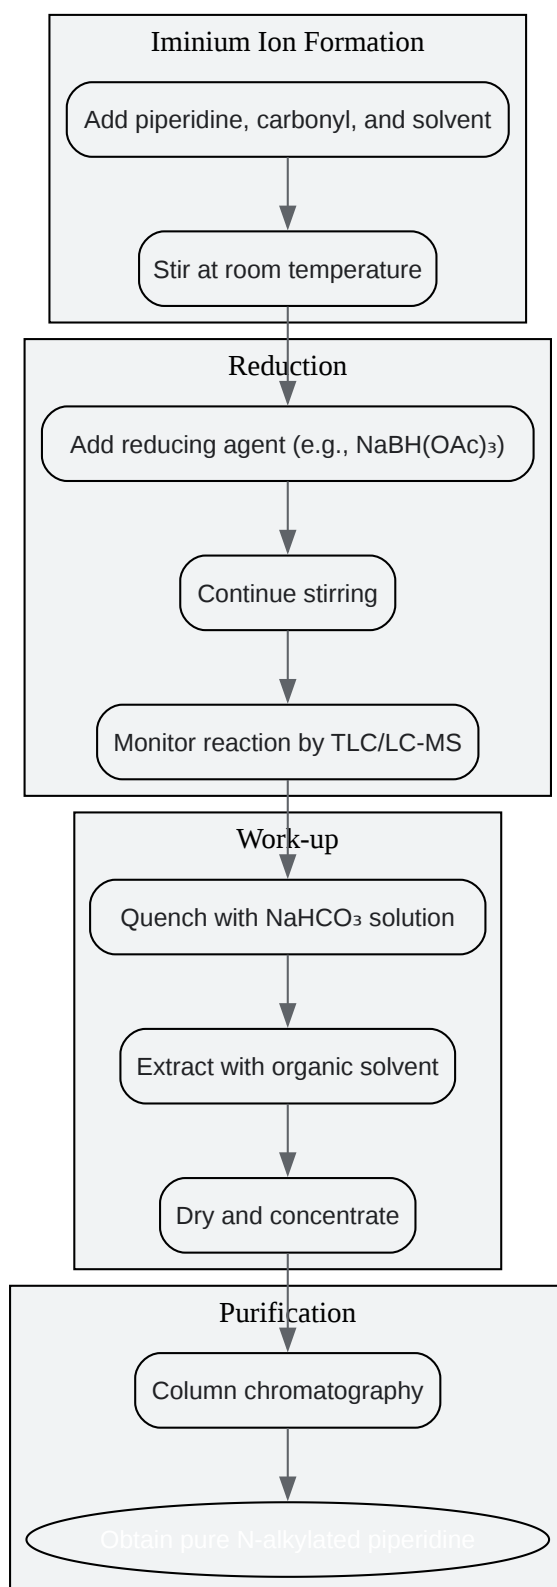 Iminium Ion Formation
Add piperidine, carbonyl, and solvent
Stir at room temperature
Reduction
Add reducing agent (e.g., NaBH(OAc)₃)
Continue stirring
Monitor reaction by TLC/LC-MS
Work-up
Quench with NaHCO₃ solution
Extract with organic solvent
Dry and concentrate
Purification
Column chromatography
Obtain pure N-alkylated piperidine